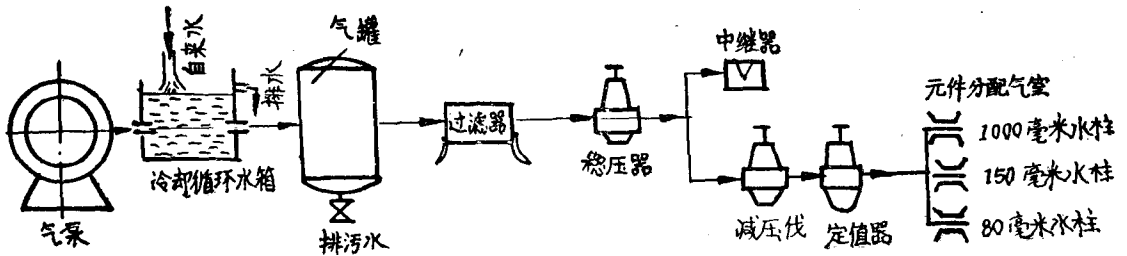 自来水
排水
气罐
中继器
元件分配气室
过滤器
1000毫米水柱
稳压器
150毫米水柱
冷却循环水箱
减压伐
定值器
80毫米水柱
气泵
排污水